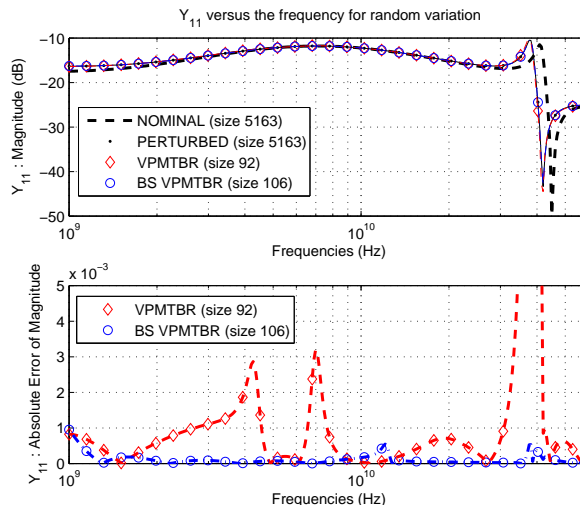 Y11 versus the frequency for random variation
−10
−20
−30
−40
−50
Y11 : Magnitude (dB)
NOMINAL (size 5163)
PERTURBED (size 5163)
VPMTBR (size 92)
BS VPMTBR (size 106)
10^9
10^10
Frequencies (Hz)
x 10^−3
5
4
3
2
1
0
Y11 : Absolute Error of Magnitude
VPMTBR (size 92)
BS VPMTBR (size 106)
10^9
10^10
Frequencies (Hz)